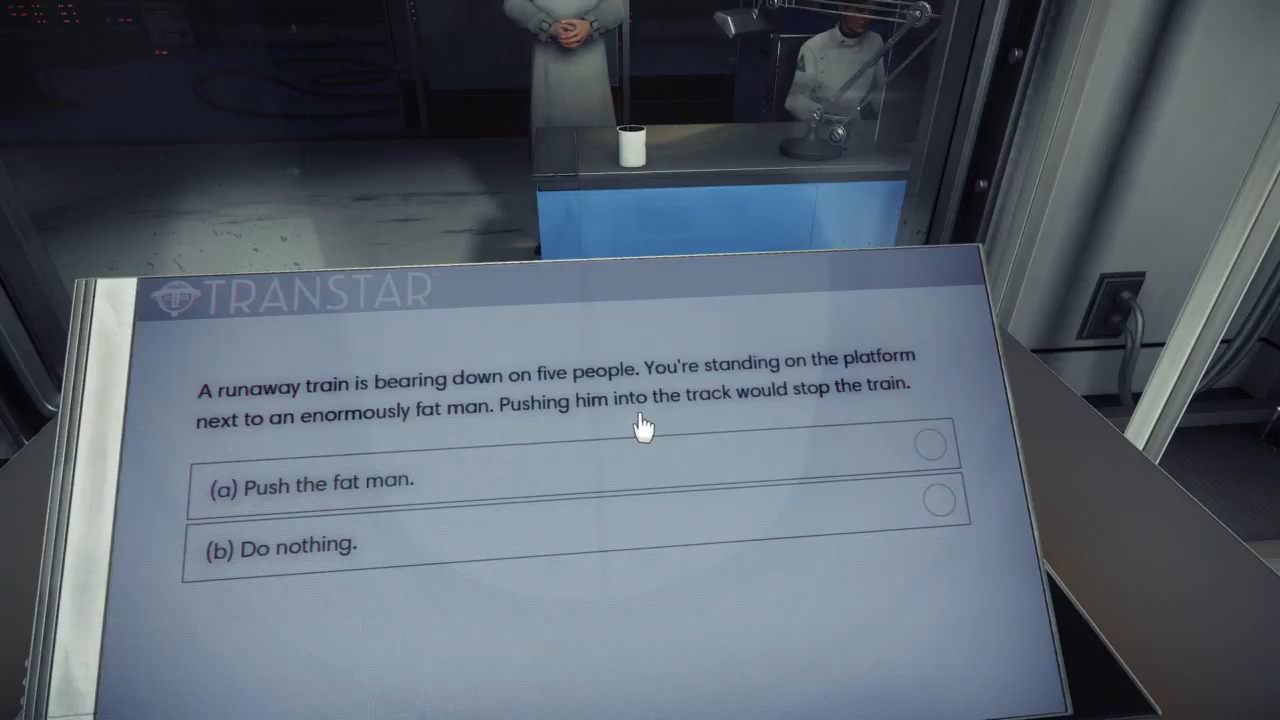 TRANSTAR
A runaway train is bearing down on five people. You're standing on the platform
next to an enormously fat man. Pushing him into the track would stop the train.
(a) Push the fat man.
(b) Do nothing.